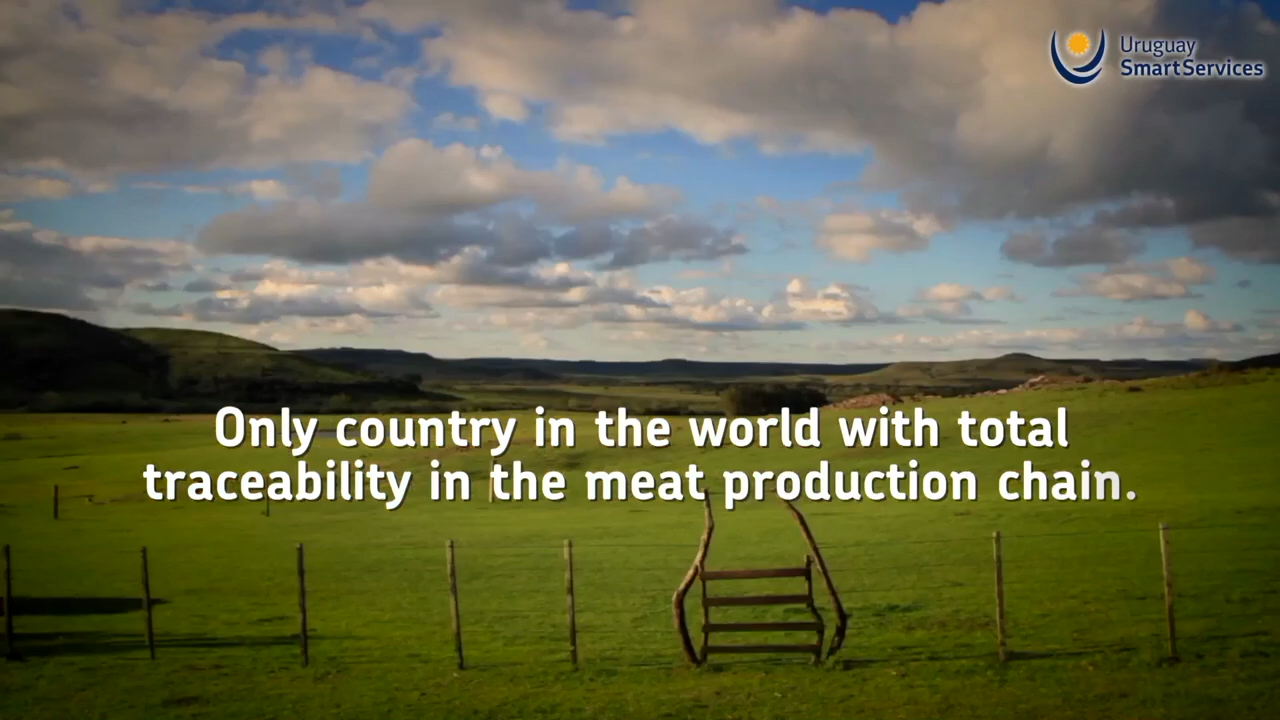 Uruguay
SmartServices
Only country in the world with total
traceability in the meat production chain.